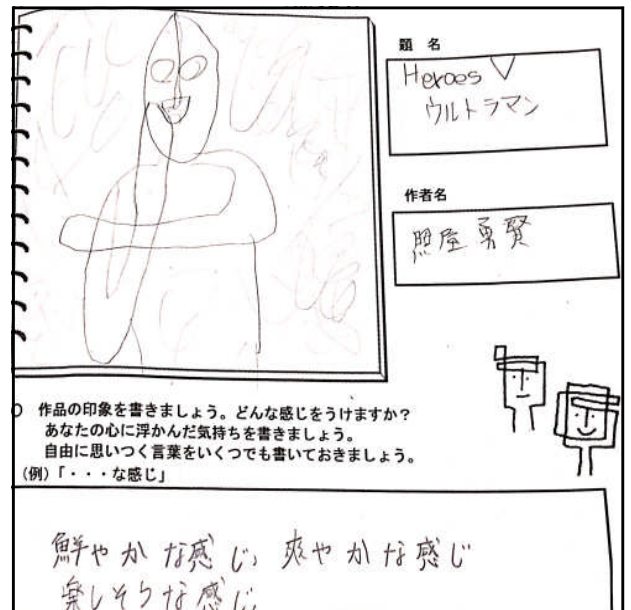 題 名
Heroes V
ウルトラマン
作者名
照屋勇賢
○ 作品の印象を書きましょう。どんな感じをうけますか？
あなたの心に浮かんだ気持ちを書きましょう。
自由に思いつく言葉をいくつでも書いておきましょう。
（例）「・・・な感じ」
鮮やかな感じ、爽やかな感じ
楽しそうな感じ